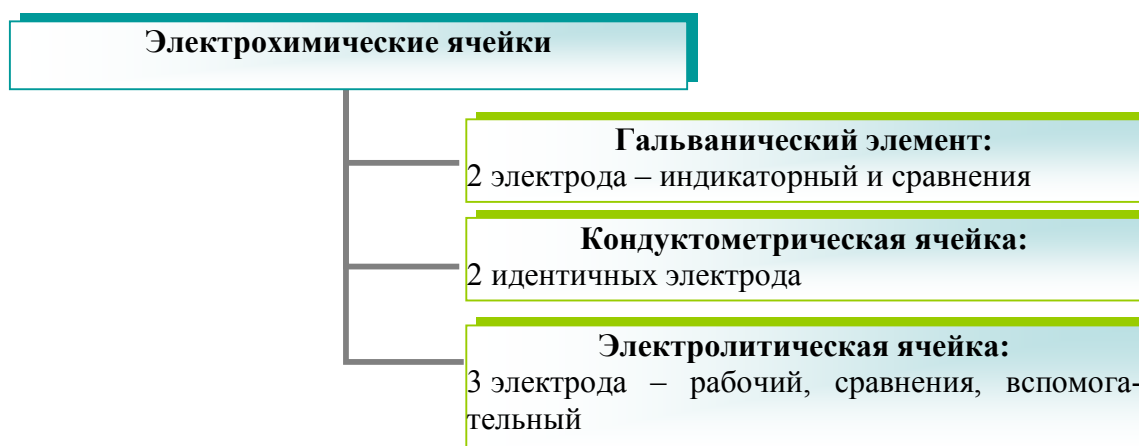 Электрохимические ячейки
Гальванический элемент:
2 электрода – индикаторный и сравнения
Кондуктометрическая ячейка:
2 идентичных электрода
Электролитическая ячейка:
3 электрода – рабочий, сравнения, вспомога-
тельный